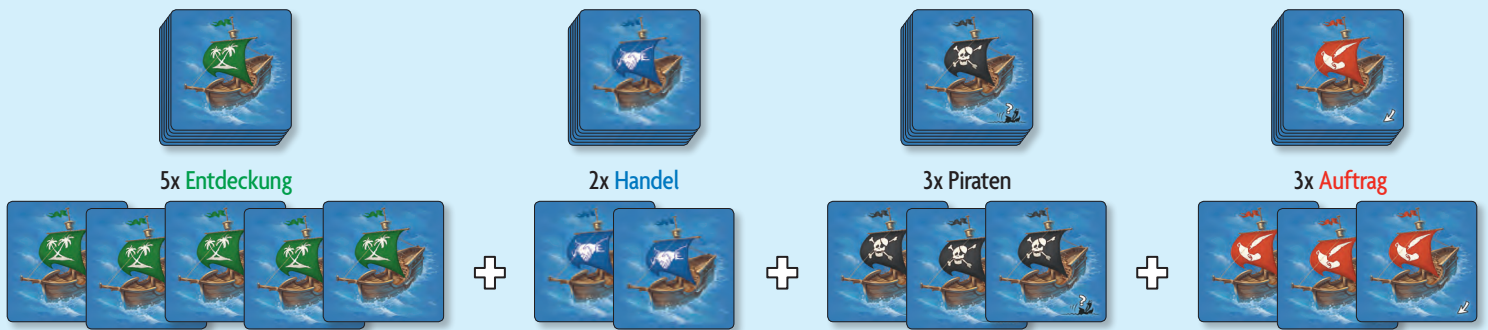 5x Entdeckung
2x Handel
3x Piraten
3x Auftrag
?
?